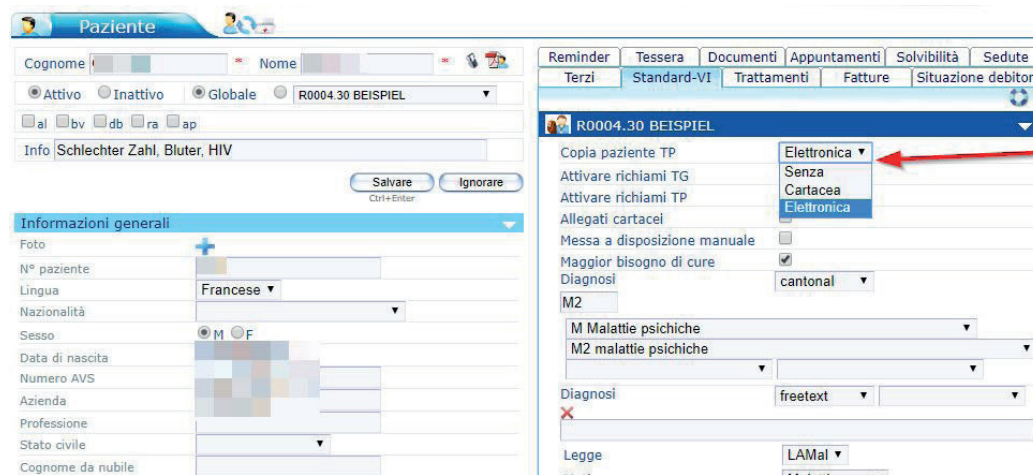 Paziente
Cognome * Nome *
Attivo Inattivo Globale R0004.30 BEISPIEL
al bv db ra ap
Info Schlechter Zahl, Bluter, HIV
Salvare Ignorare
Ctrl+Enter
Informazioni generali
Foto
N° paziente
Lingua Francese
Nazionalità
Sesso M F
Data di nascita
Numero AVS
Azienda
Professione
Stato civile
Cognome da nubile
Reminder Tessera Documenti Appuntamenti Solvibilità Sedute
Terzi Standard-VI Trattamenti Fatture Situazione debitor
R0004.30 BEISPIEL
Copia paziente TP Elettronica
Senza
Cartacea
Elettronica
Attivare richiami TG
Attivare richiami TP
Allegati cartacei
Messa a disposizione manuale
Maggior bisogno di cure
Diagnosi cantonal
M2
M Malattie psichiche
M2 malattie psichiche
Diagnosi freetext
Legge LAMal